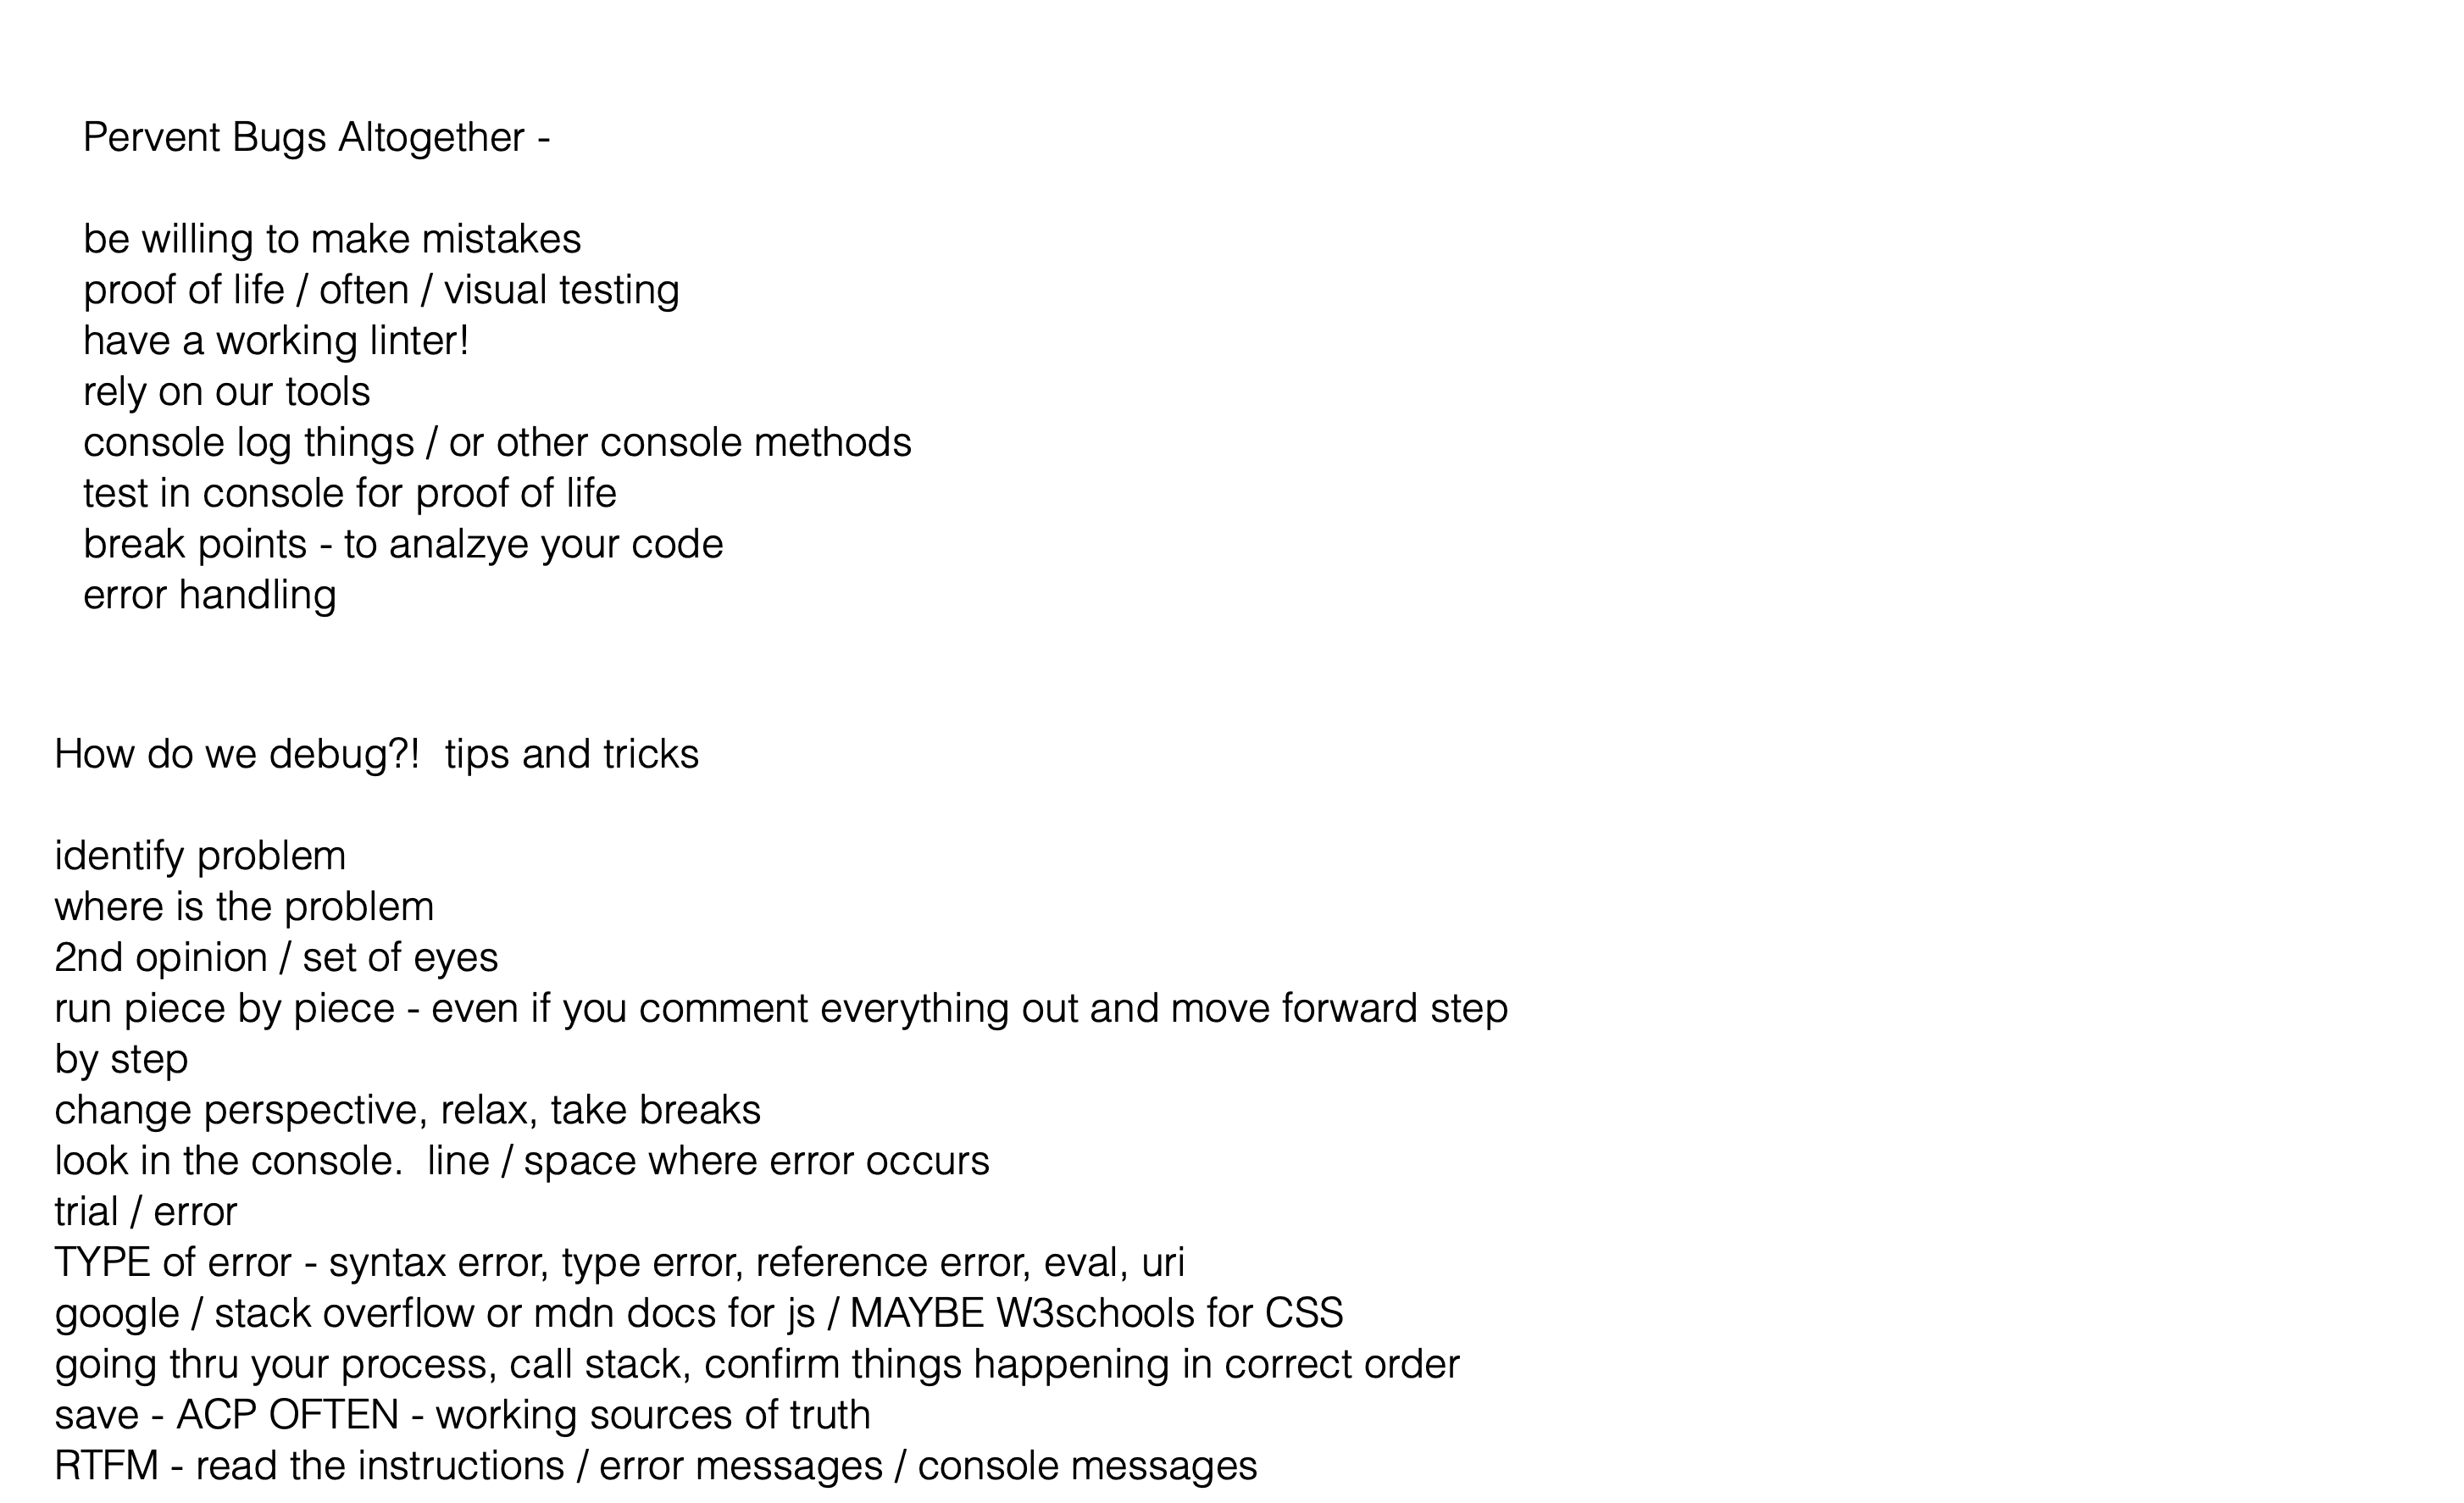 Pervent Bugs Altogether -
be willing to make mistakes
proof of life / often / visual testing
have a working linter!
rely on our tools
console log things / or other console methods
test in console for proof of life
break points - to analzye your code
error handling
How do we debug?!  tips and tricks
identify problem
where is the problem
2nd opinion / set of eyes
run piece by piece - even if you comment everything out and move forward step
by step
change perspective, relax, take breaks
look in the console.  line / space where error occurs
trial / error
TYPE of error - syntax error, type error, reference error, eval, uri
google / stack overflow or mdn docs for js / MAYBE W3schools for CSS
going thru your process, call stack, confirm things happening in correct order
save - ACP OFTEN - working sources of truth
RTFM - read the instructions / error messages / console messages